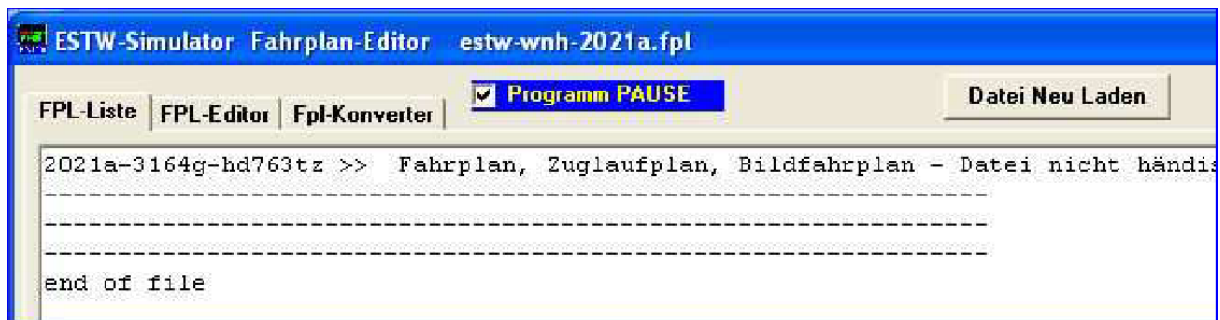 ESTW-Simulator Fahrplan-Editor estw-wnh-2021a.fpl
Programm PAUSE
Datei Neu Laden
FPL-Liste FPL-Editor Fpl-Konverter
2021a-3164g-hd763tz >> Fahrplan, Zuglaufplan, Bildfahrplan - Datei nicht händis
---------------------------------------------------------------
---------------------------------------------------------------
---------------------------------------------------------------
end of file